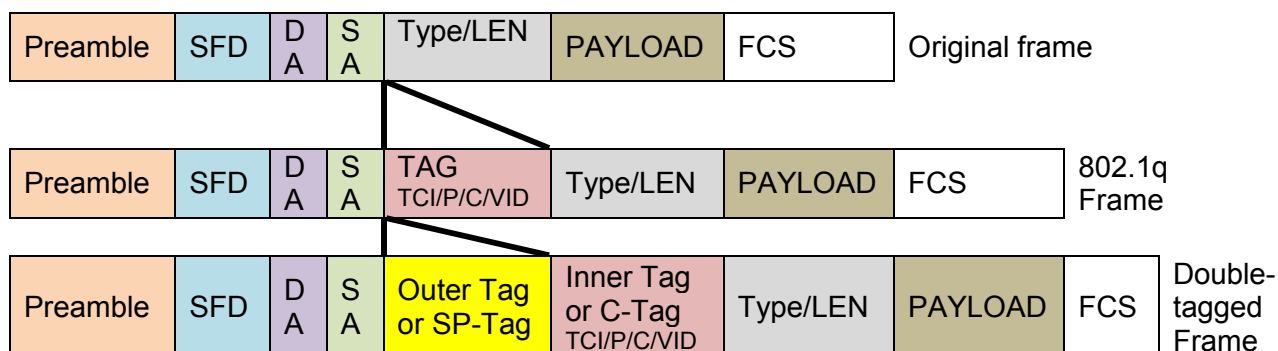 Preamble SFD D A S A Type/LEN PAYLOAD FCS Original frame
Preamble SFD D A S A TAG TCI/P/C/VID Type/LEN PAYLOAD FCS 802.1q Frame
Preamble SFD D A S A Outer Tag or SP-Tag Inner Tag or C-Tag TCI/P/C/VID Type/LEN PAYLOAD FCS Double-tagged Frame